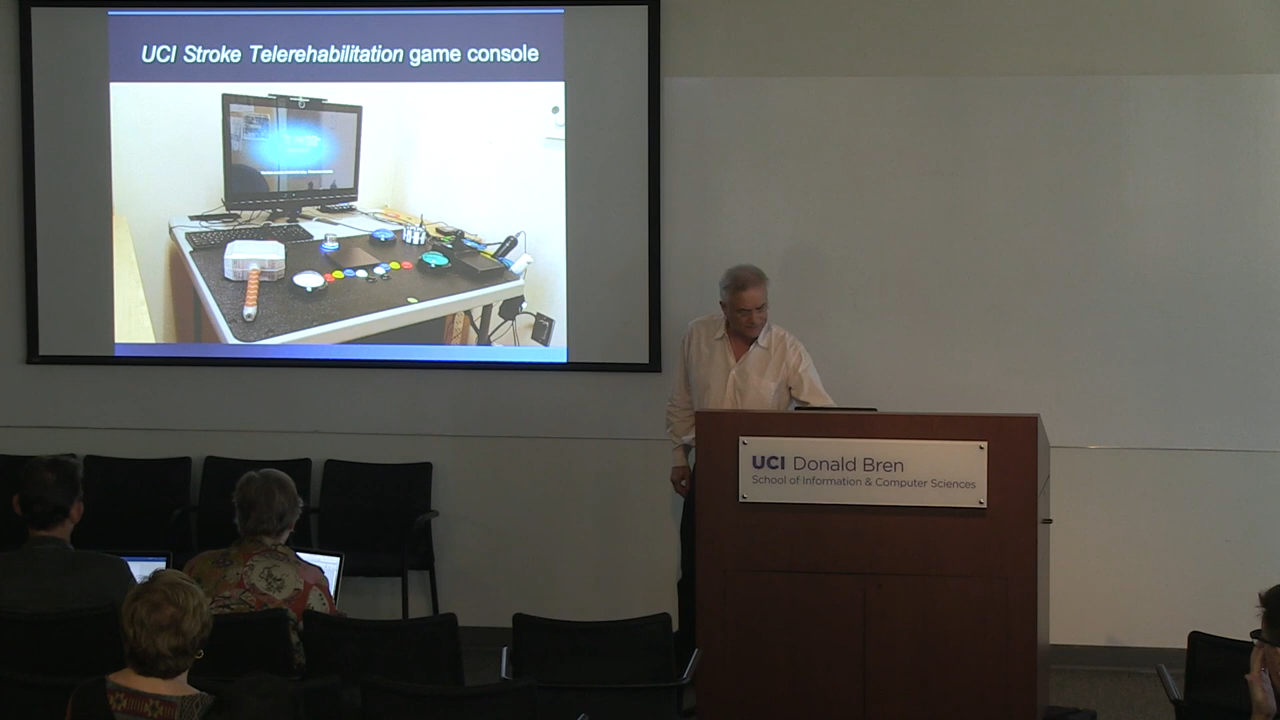 UCI Stroke Telerehabilitation game console
UCI Donald Bren
School of Information & Computer Sciences